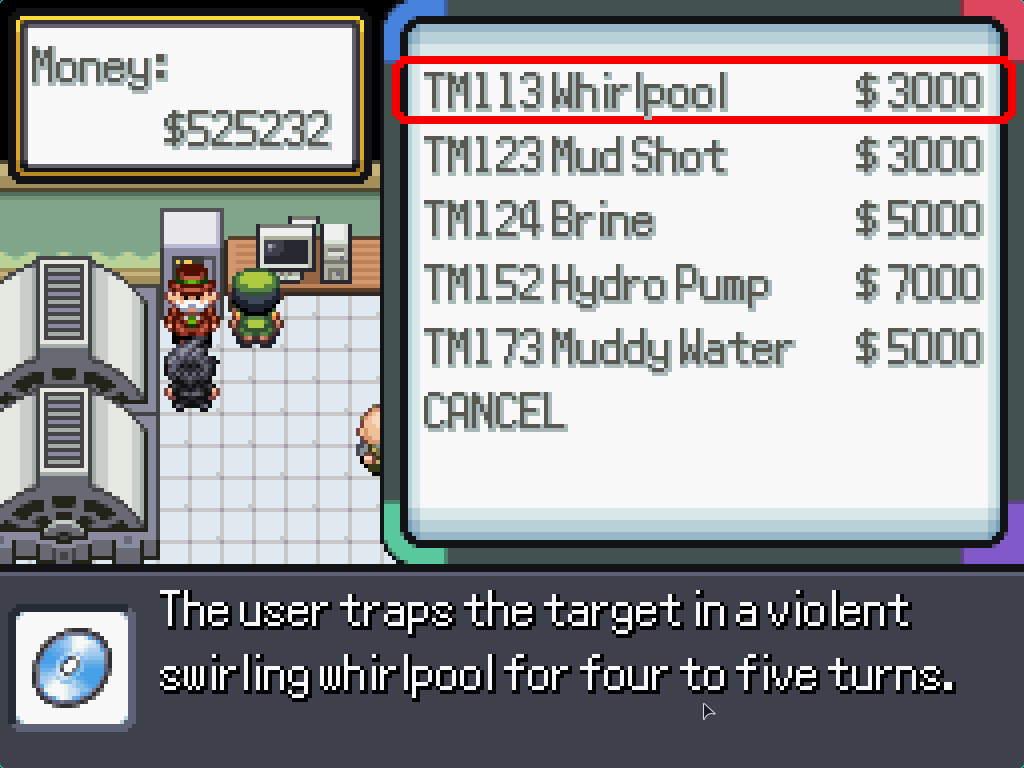 Money:
$525232
TM113 Whirlpool $ 3000
TM123 Mud Shot $ 3000
TM124 Brine $ 5000
TM152 Hydro Pump $ 7000
TM173 Muddy Water $ 5000
CANCEL
The user traps the target in a violent
swirling whirlpool for four to five turns.